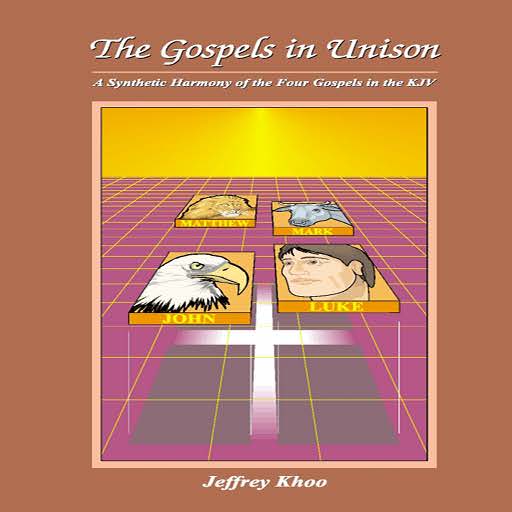 The Gospels in Unison
A Synthetic Harmony of the Four Gospels in the KJV
MATTHEW
MARK
JOHN
LUKE
Jeffrey Khoo